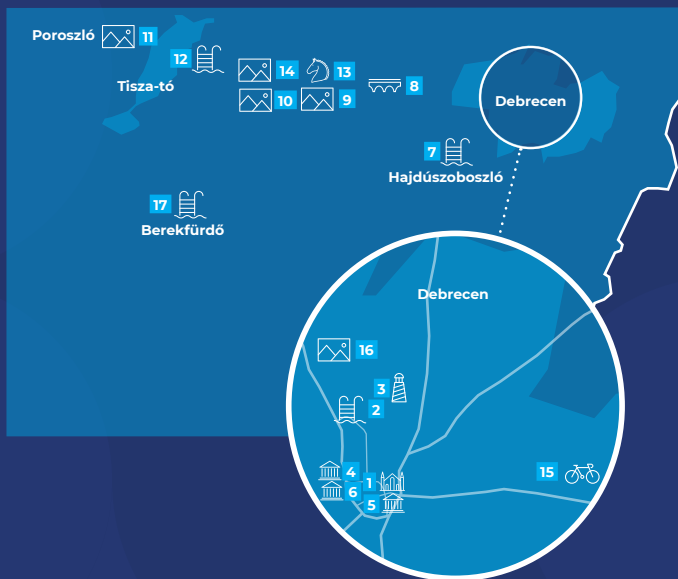 Poroszló 11
12
Tisza-tó
14 13
8
10 9
Debrecen
7
Hajdúszoboszló
17
Berekfürdő
Debrecen
16
3
2
4 1
15
6
5